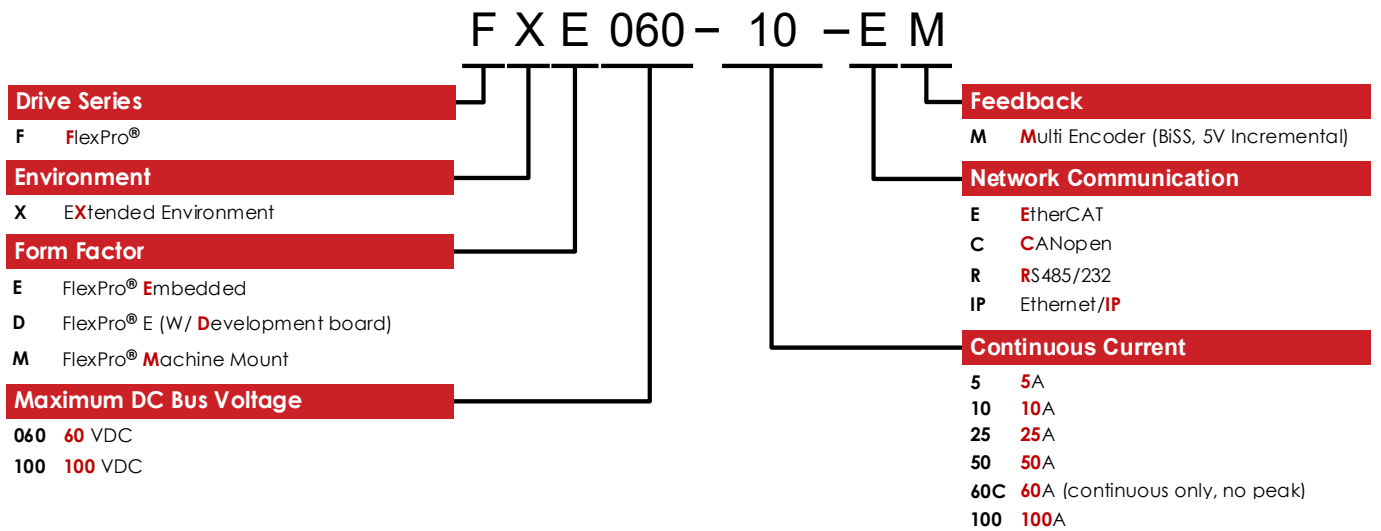 F X E 060 – 10 – E M
Drive Series
F FlexPro®
Environment
X EXtended Environment
Form Factor
E FlexPro® Embedded
D FlexPro® E (W/ Development board)
M FlexPro® Machine Mount
Maximum DC Bus Voltage
060 60 VDC
100 100 VDC
Feedback
M Multi Encoder (BiSS, 5V Incremental)
Network Communication
E EtherCAT
C CANopen
R RS485/232
IP Ethernet/IP
Continuous Current
5 5A
10 10A
25 25A
50 50A
60C 60A (continuous only, no peak)
100 100A